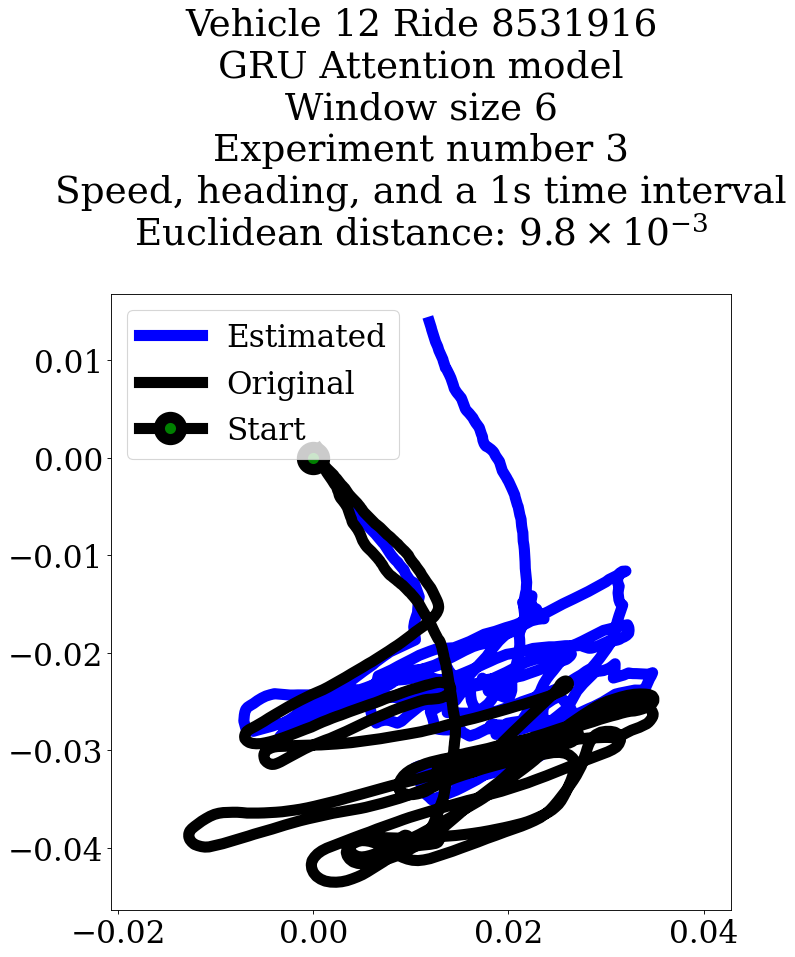 Vehicle 12 Ride 8531916
GRU Attention model
Window size 6
Experiment number 3
Speed, heading, and a 1s time interval
Euclidean distance: 9.8 × 10⁻³
Estimated
Original
Start
0.01
0.00
−0.01
−0.02
−0.03
−0.04
−0.02 0.00 0.02 0.04